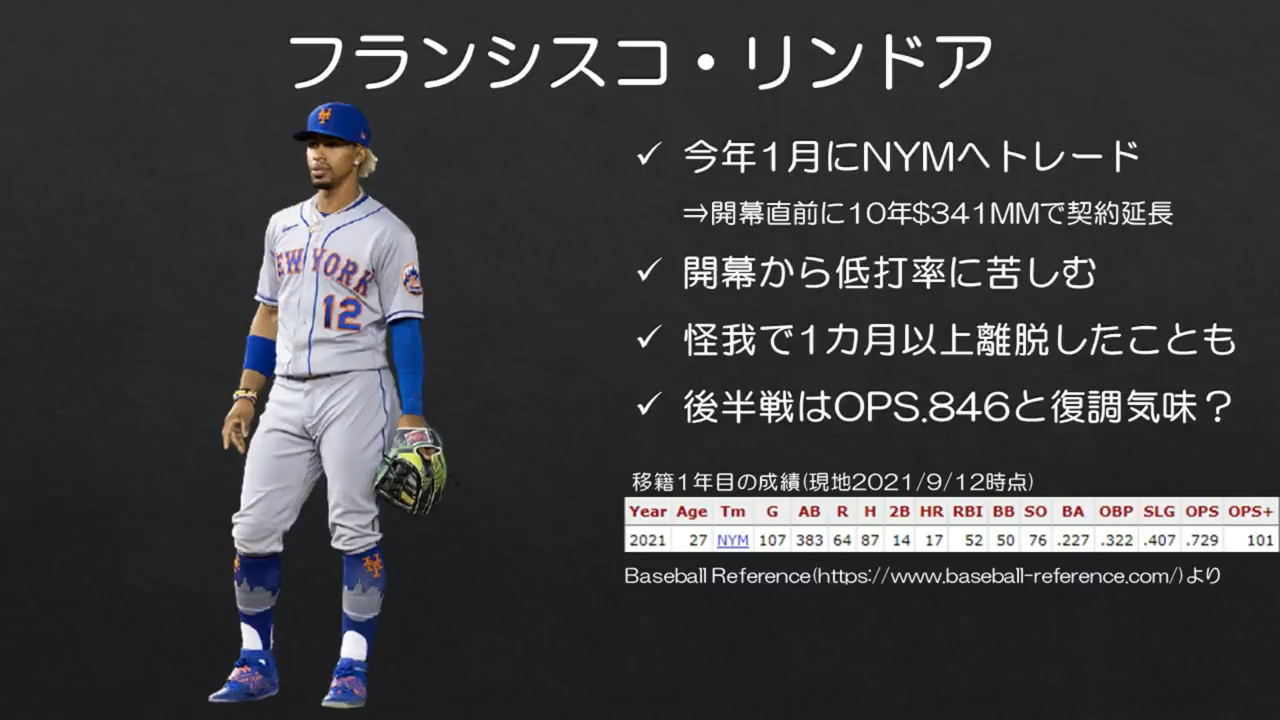 フランシスコ・リンドア
✓ 今年1月にNYMへトレード
⇒開幕直前に10年$341MMで契約延長
✓ 開幕から低打率に苦しむ
✓ 怪我で1カ月以上離脱したことも
✓ 後半戦はOPS.846と復調気味？
移籍1年目の成績(現地2021/9/12時点)
Year Age Tm G AB R H 2B HR RBI BB SO BA OBP SLG OPS OPS+
2021 27 NYM 107 383 64 87 14 17 52 50 76 .227 .322 .407 .729 101
Baseball Reference(https://www.baseball-reference.com/)より
EW YORK
12